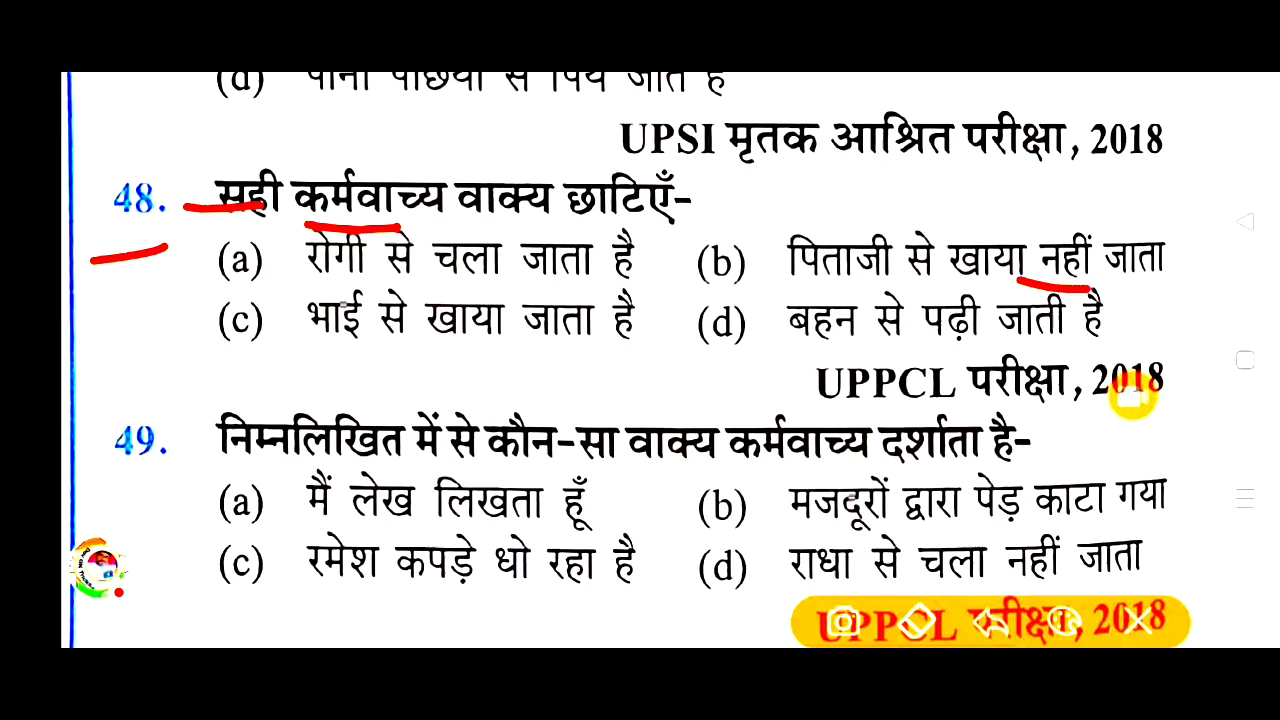 (d) पानी पंछियों से पिये जाते हैं
UPSI मृतक आश्रित परीक्षा, 2018
48. सही कर्मवाच्य वाक्य छाटिएँ-
(a) रोगी से चला जाता है (b) पिताजी से खाया नहीं जाता
(c) भाई से खाया जाता है (d) बहन से पढ़ी जाती है
UPPCL परीक्षा, 2018
49. निम्नलिखित में से कौन-सा वाक्य कर्मवाच्य दर्शाता है-
(a) मैं लेख लिखता हूँ (b) मजदूरों द्वारा पेड़ काटा गया
(c) रमेश कपड़े धो रहा है (d) राधा से चला नहीं जाता
UPPCL परीक्षा, 2018